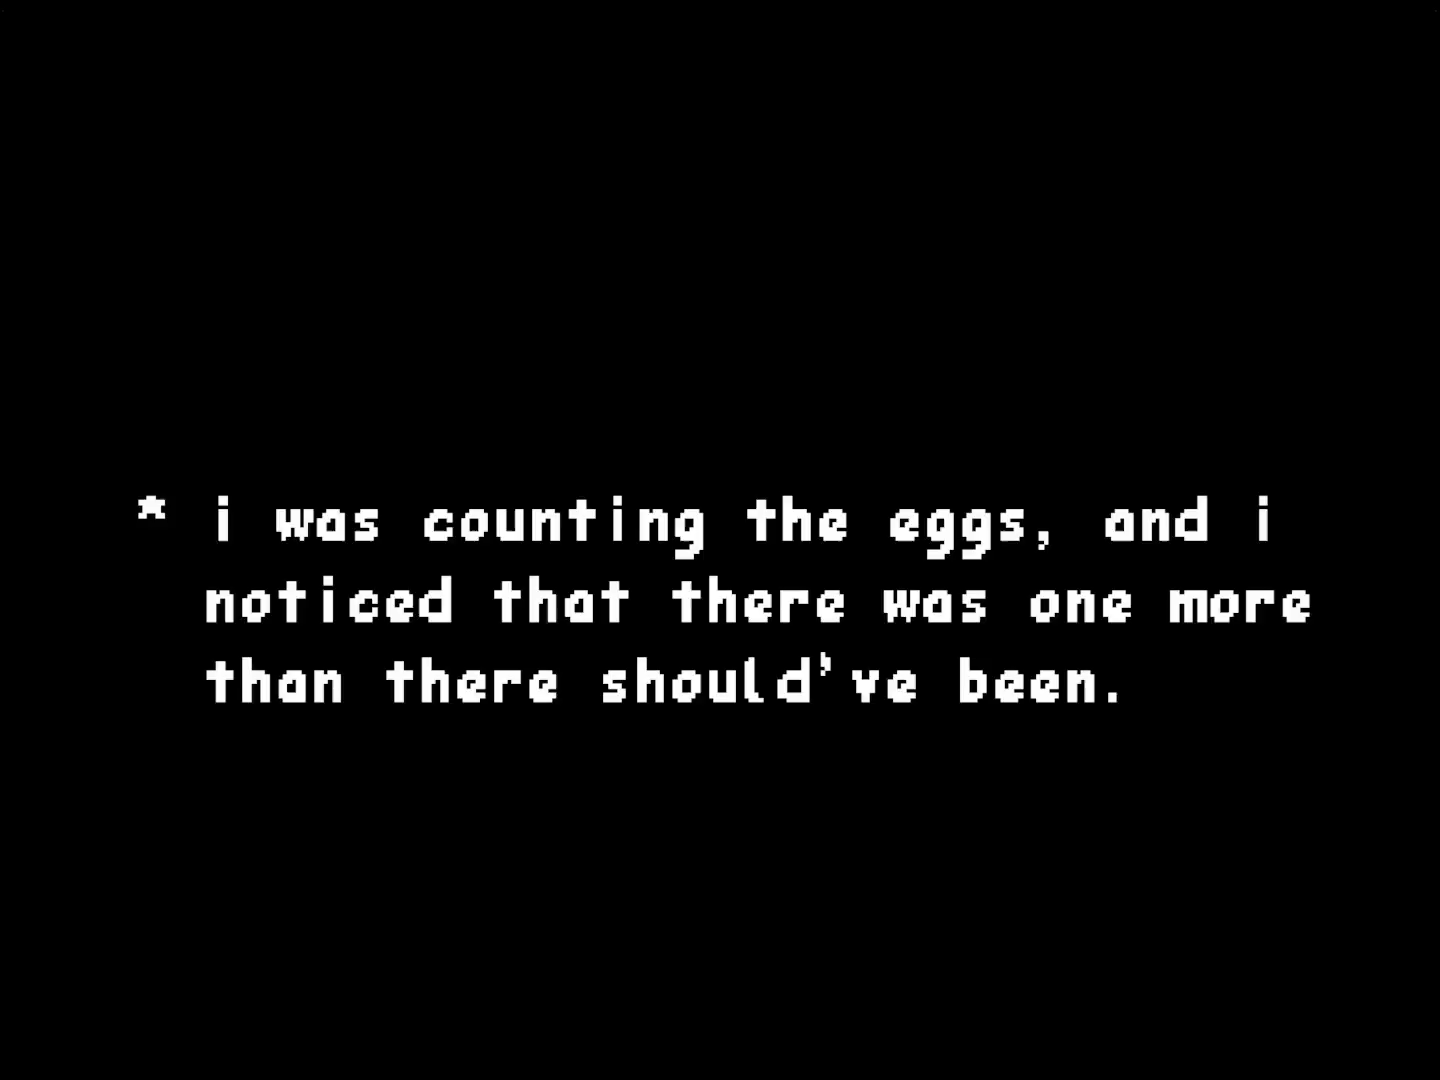 * i was counting the eggs, and i
noticed that there was one more
than there should've been.